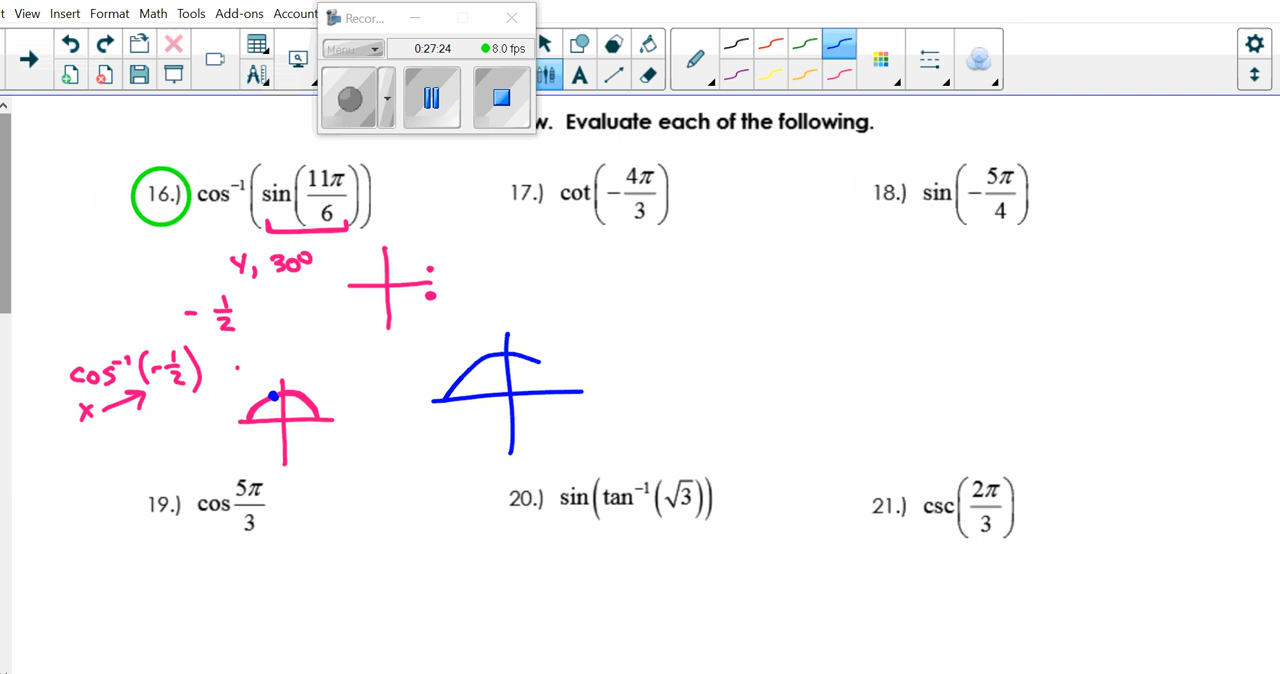 t View Insert Format Math Tools Add-ons Account
Recor...
Menu 0:27:24 8.0 fps
w. Evaluate each of the following.
16.) cos⁻¹(sin(11π/6))
17.) cot(-4π/3)
18.) sin(-5π/4)
Y, 30°
- 1/2
cos⁻¹(-1/2)
x
19.) cos 5π/3
20.) sin(tan⁻¹(√3))
21.) csc(2π/3)